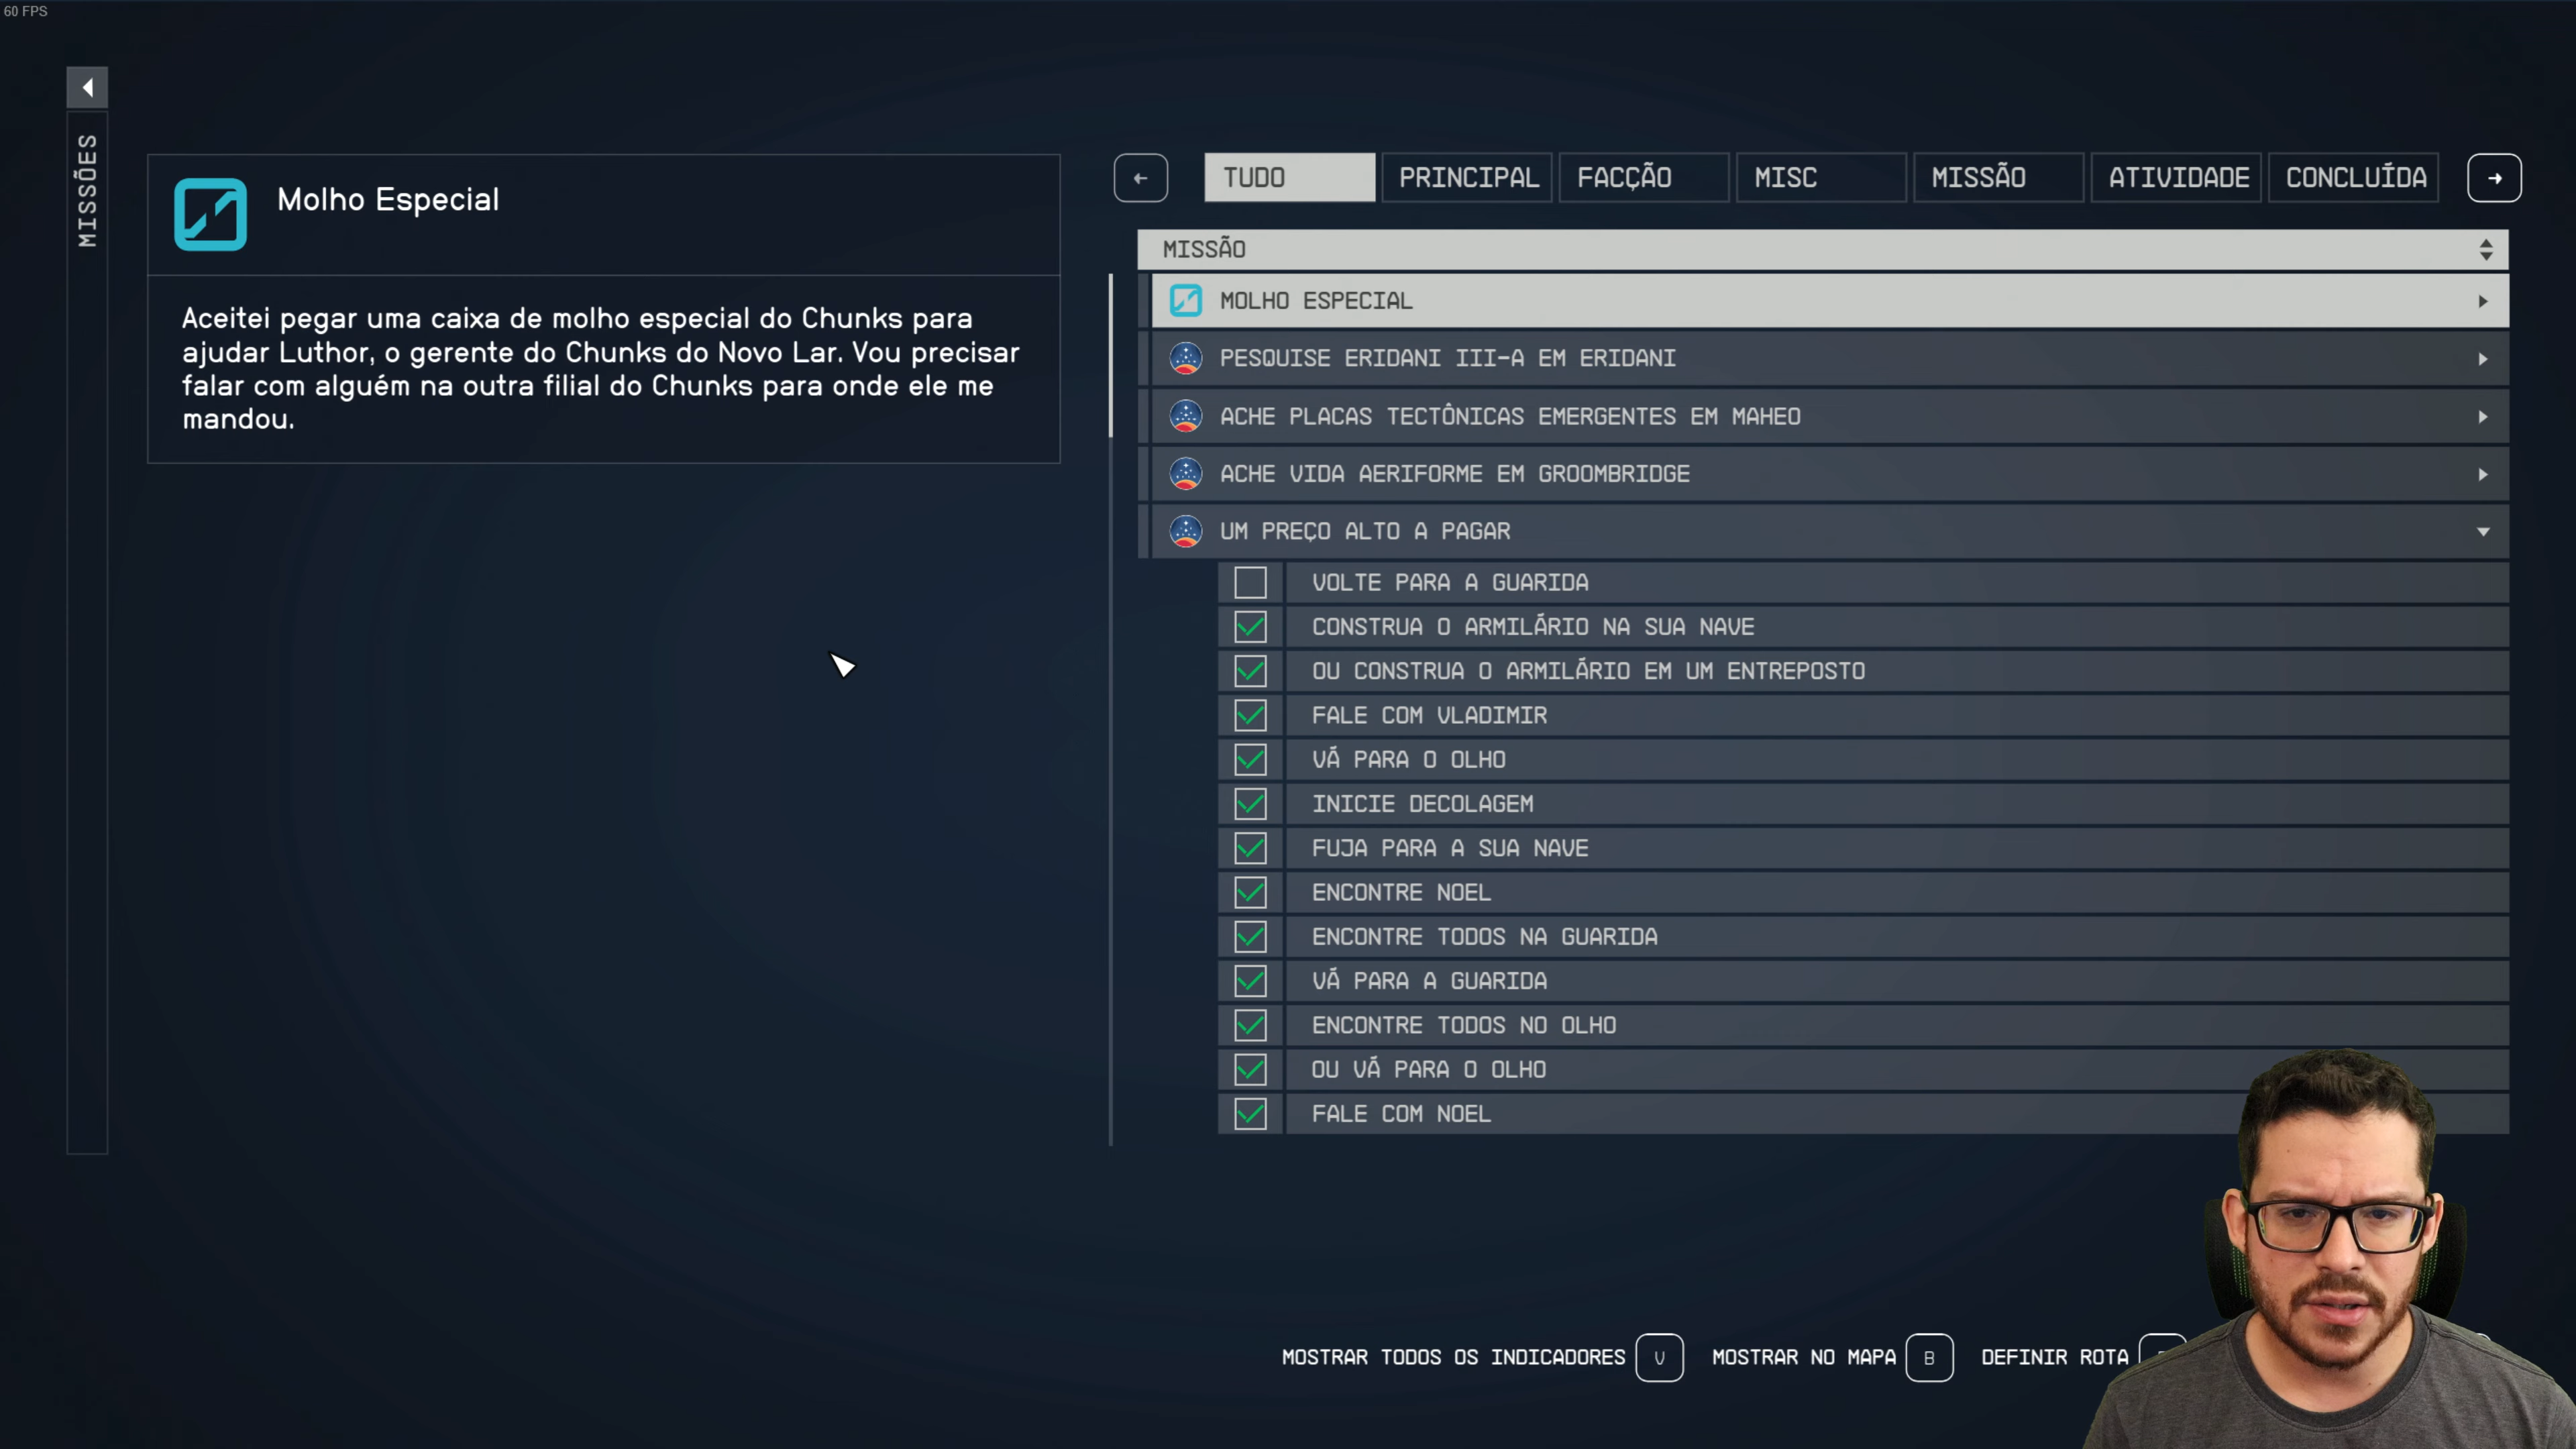 60 FPS
MISSÕES
Molho Especial
Aceitei pegar uma caixa de molho especial do Chunks para
ajudar Luthor, o gerente do Chunks do Novo Lar. Vou precisar
falar com alguém na outra filial do Chunks para onde ele me
mandou.
TUDO PRINCIPAL FACÇÃO MISC MISSÃO ATIVIDADE CONCLUÍDA
MISSÃO
MOLHO ESPECIAL
PESQUISE ERIDANI III-A EM ERIDANI
ACHE PLACAS TECTÔNICAS EMERGENTES EM MAHEO
ACHE VIDA AERIFORME EM GROOMBRIDGE
UM PREÇO ALTO A PAGAR
VOLTE PARA A GUARIDA
CONSTRUA O ARMILÁRIO NA SUA NAVE
OU CONSTRUA O ARMILÁRIO EM UM ENTREPOSTO
FALE COM VLADIMIR
VÁ PARA O OLHO
INICIE DECOLAGEM
FUJA PARA A SUA NAVE
ENCONTRE NOEL
ENCONTRE TODOS NA GUARIDA
VÁ PARA A GUARIDA
ENCONTRE TODOS NO OLHO
OU VÁ PARA O OLHO
FALE COM NOEL
MOSTRAR TODOS OS INDICADORES V MOSTRAR NO MAPA B DEFINIR ROTA